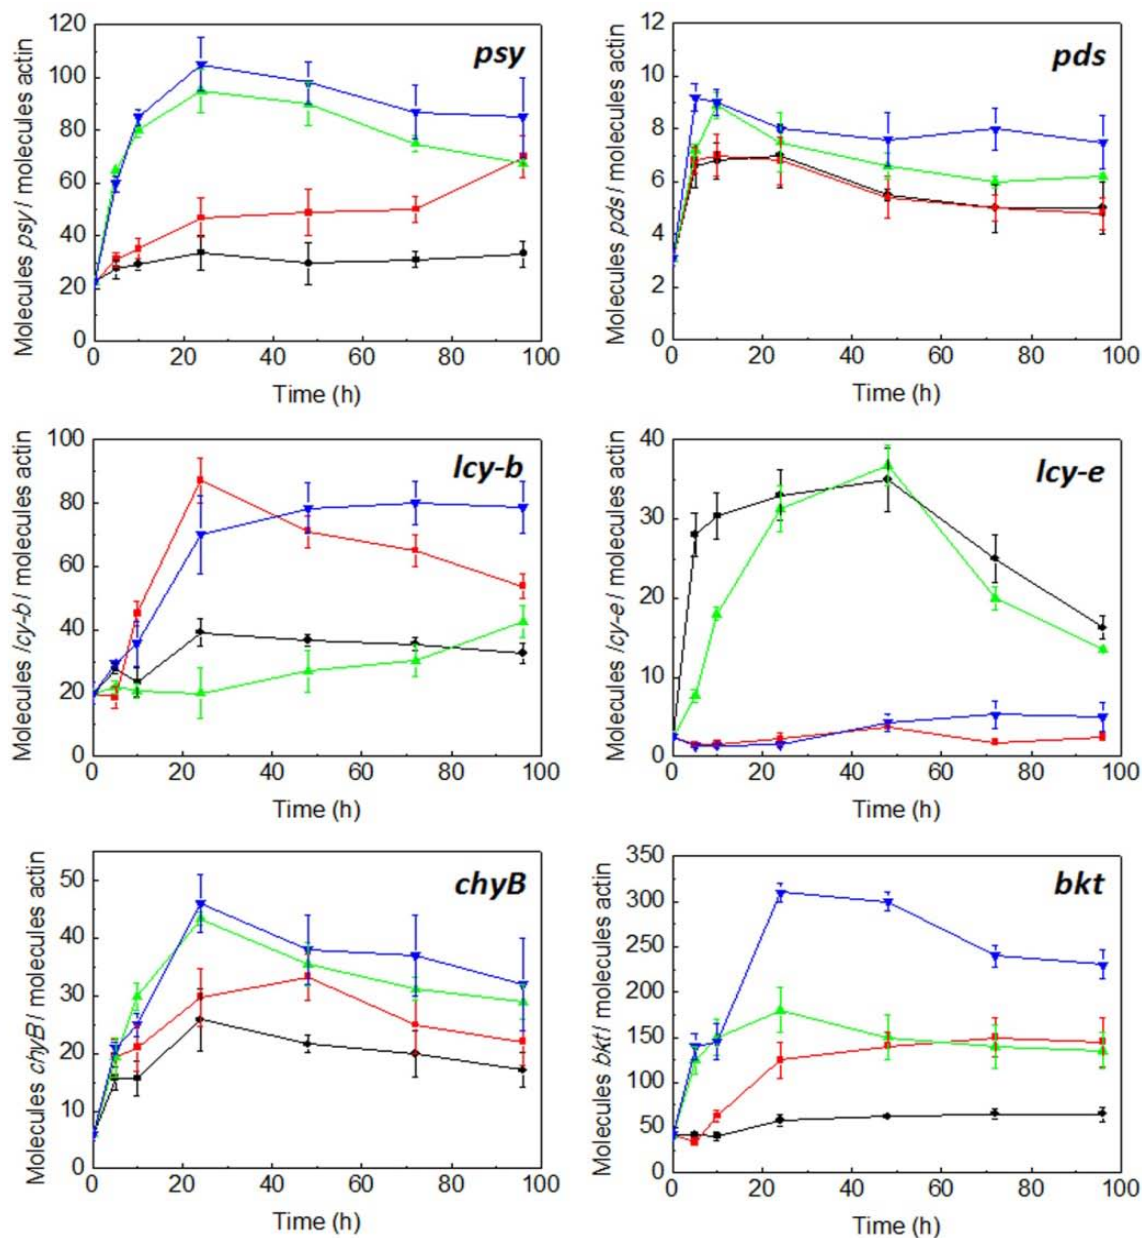 psy
Molecules psy / molecules actin
120
100
80
60
40
20
0
0 20 40 60 80 100
Time (h)
pds
Molecules pds / molecules actin
12
10
8
6
4
2
0
0 20 40 60 80 100
Time (h)
lcy-b
Molecules lcy-b / molecules actin
100
80
60
40
20
0
0 20 40 60 80 100
Time (h)
lcy-e
Molecules lcy-e / molecules actin
40
30
20
10
0
0 20 40 60 80 100
Time (h)
chyB
Molecules chyB / molecules actin
50
40
30
20
10
0
0 20 40 60 80 100
Time (h)
bkt
Molecules bkt / molecules actin
350
300
250
200
150
100
50
0
0 20 40 60 80 100
Time (h)